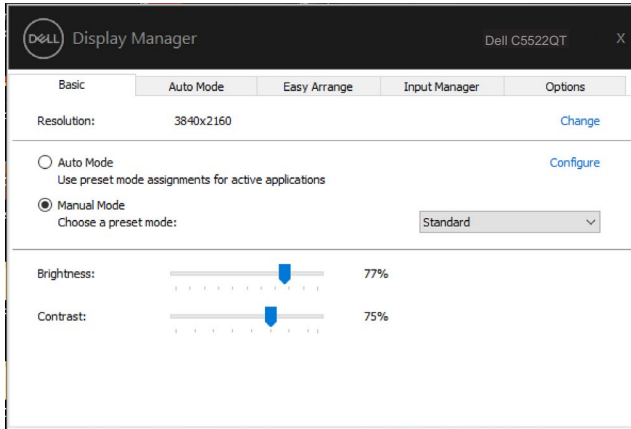 DELL Display Manager Dell C5522QT X
Basic Auto Mode Easy Arrange Input Manager Options
Resolution: 3840x2160 Change
Auto Mode Configure
Use preset mode assignments for active applications
Manual Mode
Choose a preset mode: Standard
Brightness: 77%
Contrast: 75%